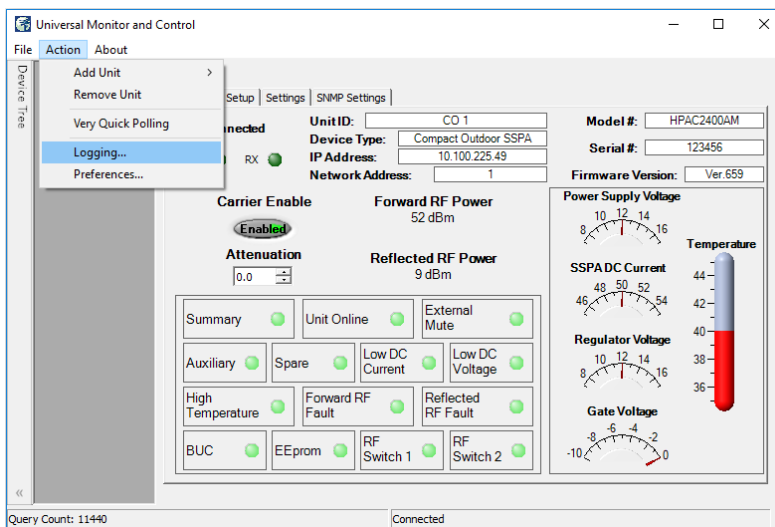 Universal Monitor and Control
File Action About
Device Tree
Add Unit >
Remove Unit
Very Quick Polling
Logging...
Preferences...
Setup Settings SNMP Settings
RX
Unit ID: CO 1
Device Type: Compact Outdoor SSPA
IP Address: 10.100.225.49
Network Address: 1
Model #: HPAC2400AM
Serial #: 123456
Firmware Version: Ver.659
Carrier Enable
Enabled
Attenuation
0.0
Forward RF Power
52 dBm
Reflected RF Power
9 dBm
Summary
Unit Online
External
Mute
Auxiliary
Spare
Low DC
Current
Low DC
Voltage
High
Temperature
Forward RF
Fault
Reflected
RF Fault
BUC
EEprom
RF
Switch 1
RF
Switch 2
Power Supply Voltage
8 10 12 14 16
SSPA DC Current
46 48 50 52 54
Regulator Voltage
8 10 12 14 16
Gate Voltage
-10 -8 -6 -4 -2 0
Temperature
44
42
40
38
36
«
Query Count: 11440
Connected